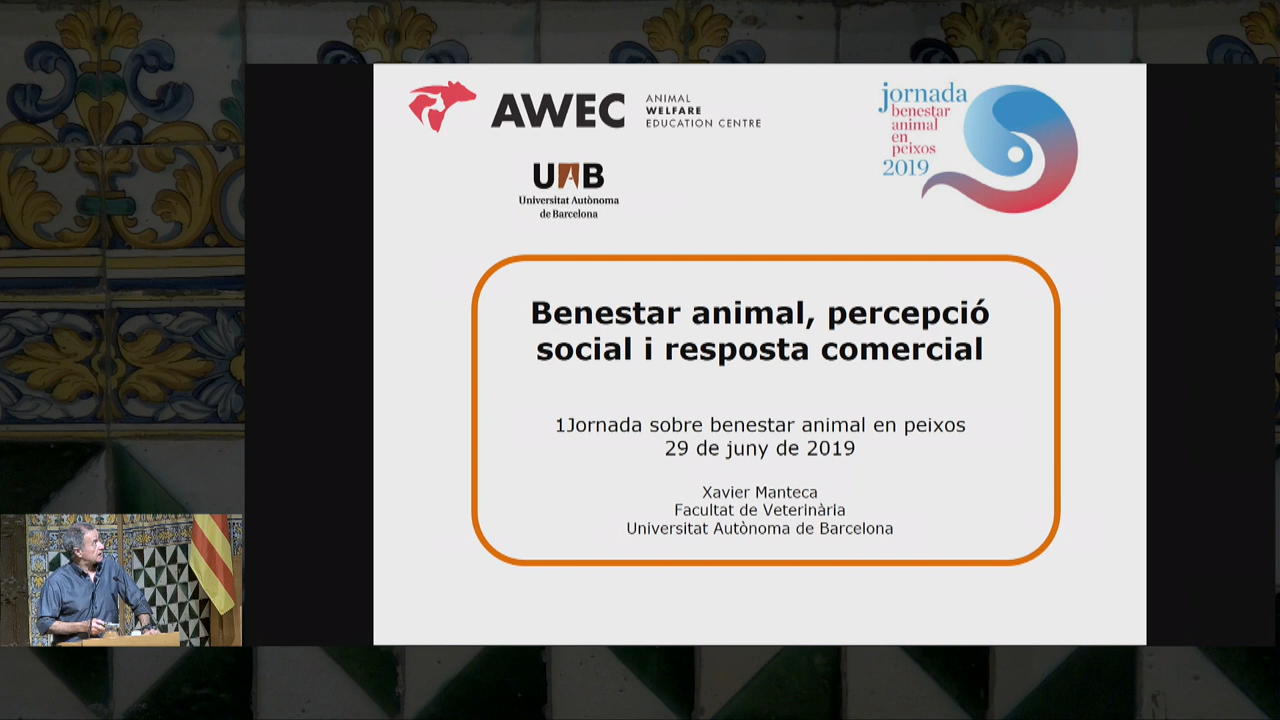 AWEC
ANIMAL
WELFARE
EDUCATION CENTRE
UAB
Universitat Autònoma
de Barcelona
jornada
benestar
animal
en
peixos
2019
Benestar animal, percepció
social i resposta comercial
1Jornada sobre benestar animal en peixos
29 de juny de 2019
Xavier Manteca
Facultat de Veterinària
Universitat Autònoma de Barcelona